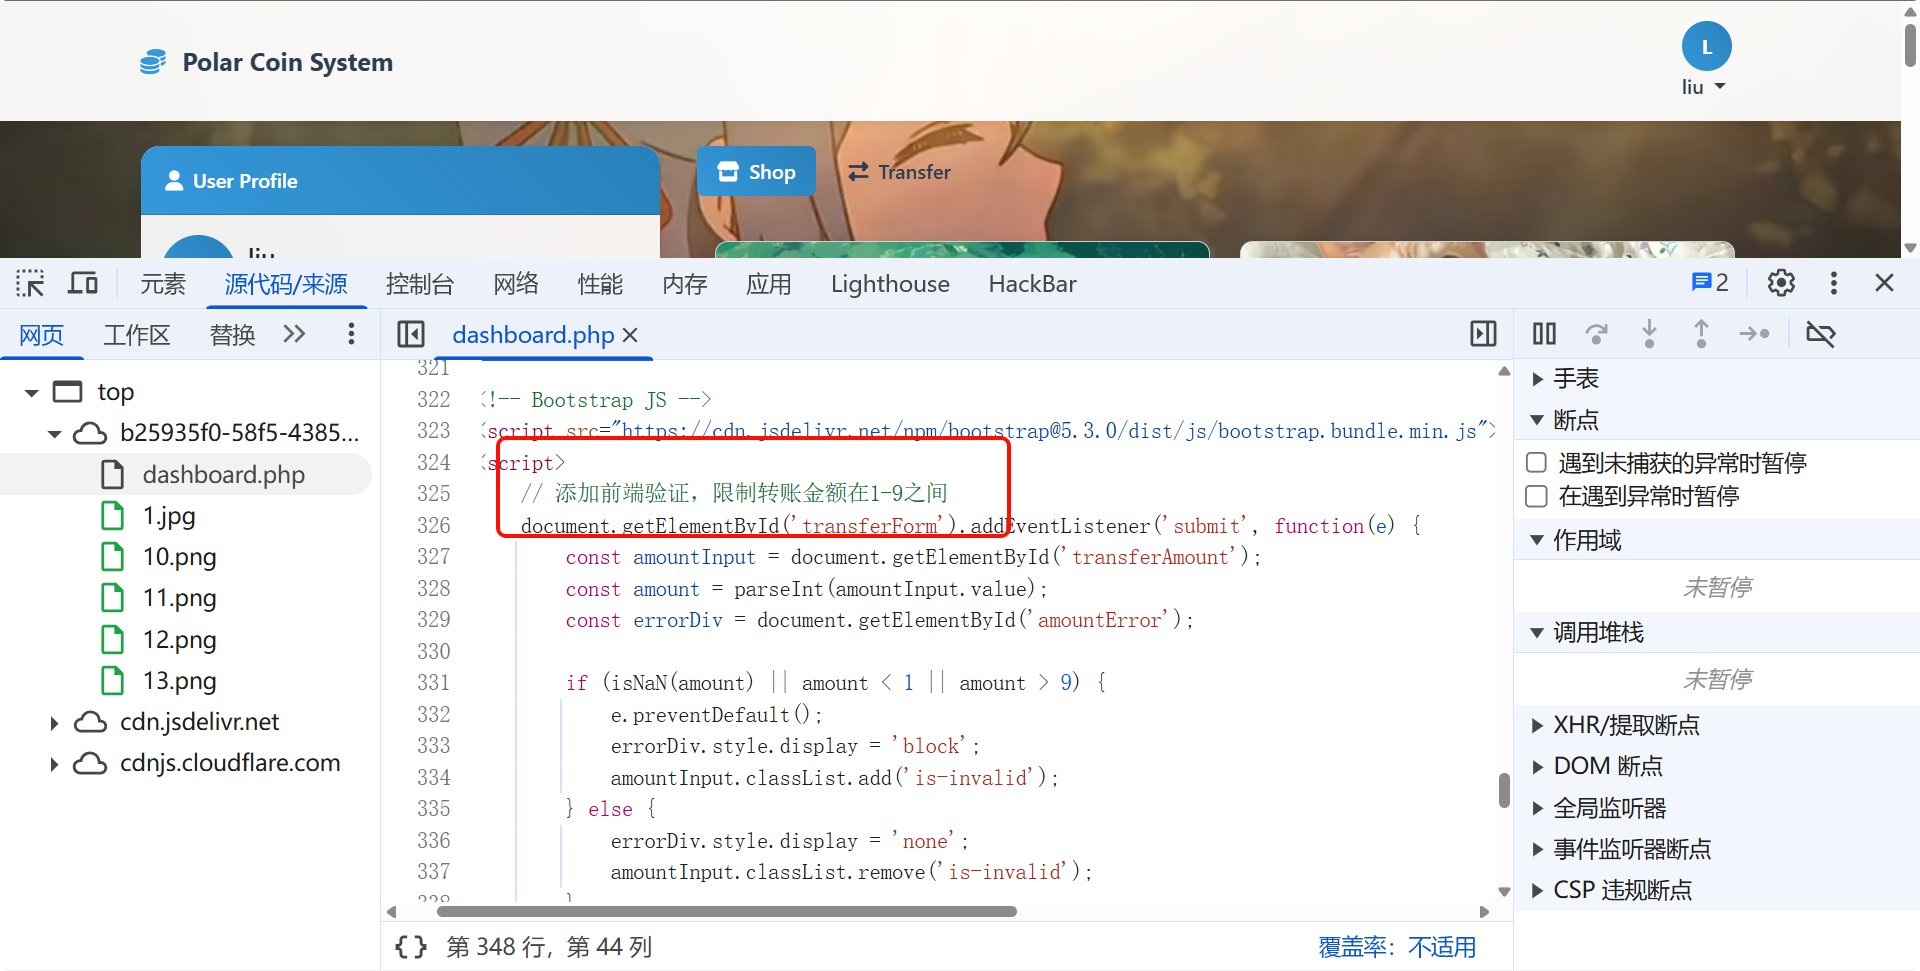 Polar Coin System
L
liu
User Profile
Shop
Transfer
liu
元素
源代码/来源
控制台
网络
性能
内存
应用
Lighthouse
HackBar
2
网页
工作区
替换
dashboard.php
top
b25935f0-58f5-4385...
dashboard.php
1.jpg
10.png
11.png
12.png
13.png
cdn.jsdelivr.net
cdnjs.cloudflare.com
321
322 <!-- Bootstrap JS -->
323 <script src="https://cdn.jsdelivr.net/npm/bootstrap@5.3.0/dist/js/bootstrap.bundle.min.js">
324 <script>
325 // 添加前端验证，限制转账金额在1-9之间
326 document.getElementById('transferForm').addEventListener('submit', function(e) {
327 const amountInput = document.getElementById('transferAmount');
328 const amount = parseInt(amountInput.value);
329 const errorDiv = document.getElementById('amountError');
330
331 if (isNaN(amount) || amount < 1 || amount > 9) {
332 e.preventDefault();
333 errorDiv.style.display = 'block';
334 amountInput.classList.add('is-invalid');
335 } else {
336 errorDiv.style.display = 'none';
337 amountInput.classList.remove('is-invalid');
338 }
{} 第 348 行，第 44 列
覆盖率：不适用
手表
断点
遇到未捕获的异常时暂停
在遇到异常时暂停
作用域
未暂停
调用堆栈
未暂停
XHR/提取断点
DOM 断点
全局监听器
事件监听器断点
CSP 违规断点